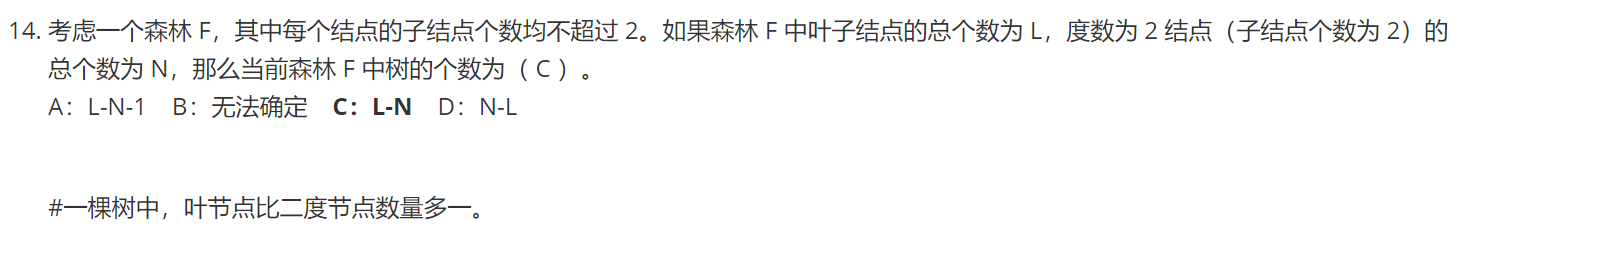 14. 考虑一个森林 F，其中每个结点的子结点个数均不超过 2。如果森林 F 中叶子结点的总个数为 L，度数为 2 结点（子结点个数为 2）的
总个数为 N，那么当前森林 F 中树的个数为（ C ）。
A：L-N-1 B：无法确定 C：L-N D：N-L
#一棵树中，叶节点比二度节点数量多一。